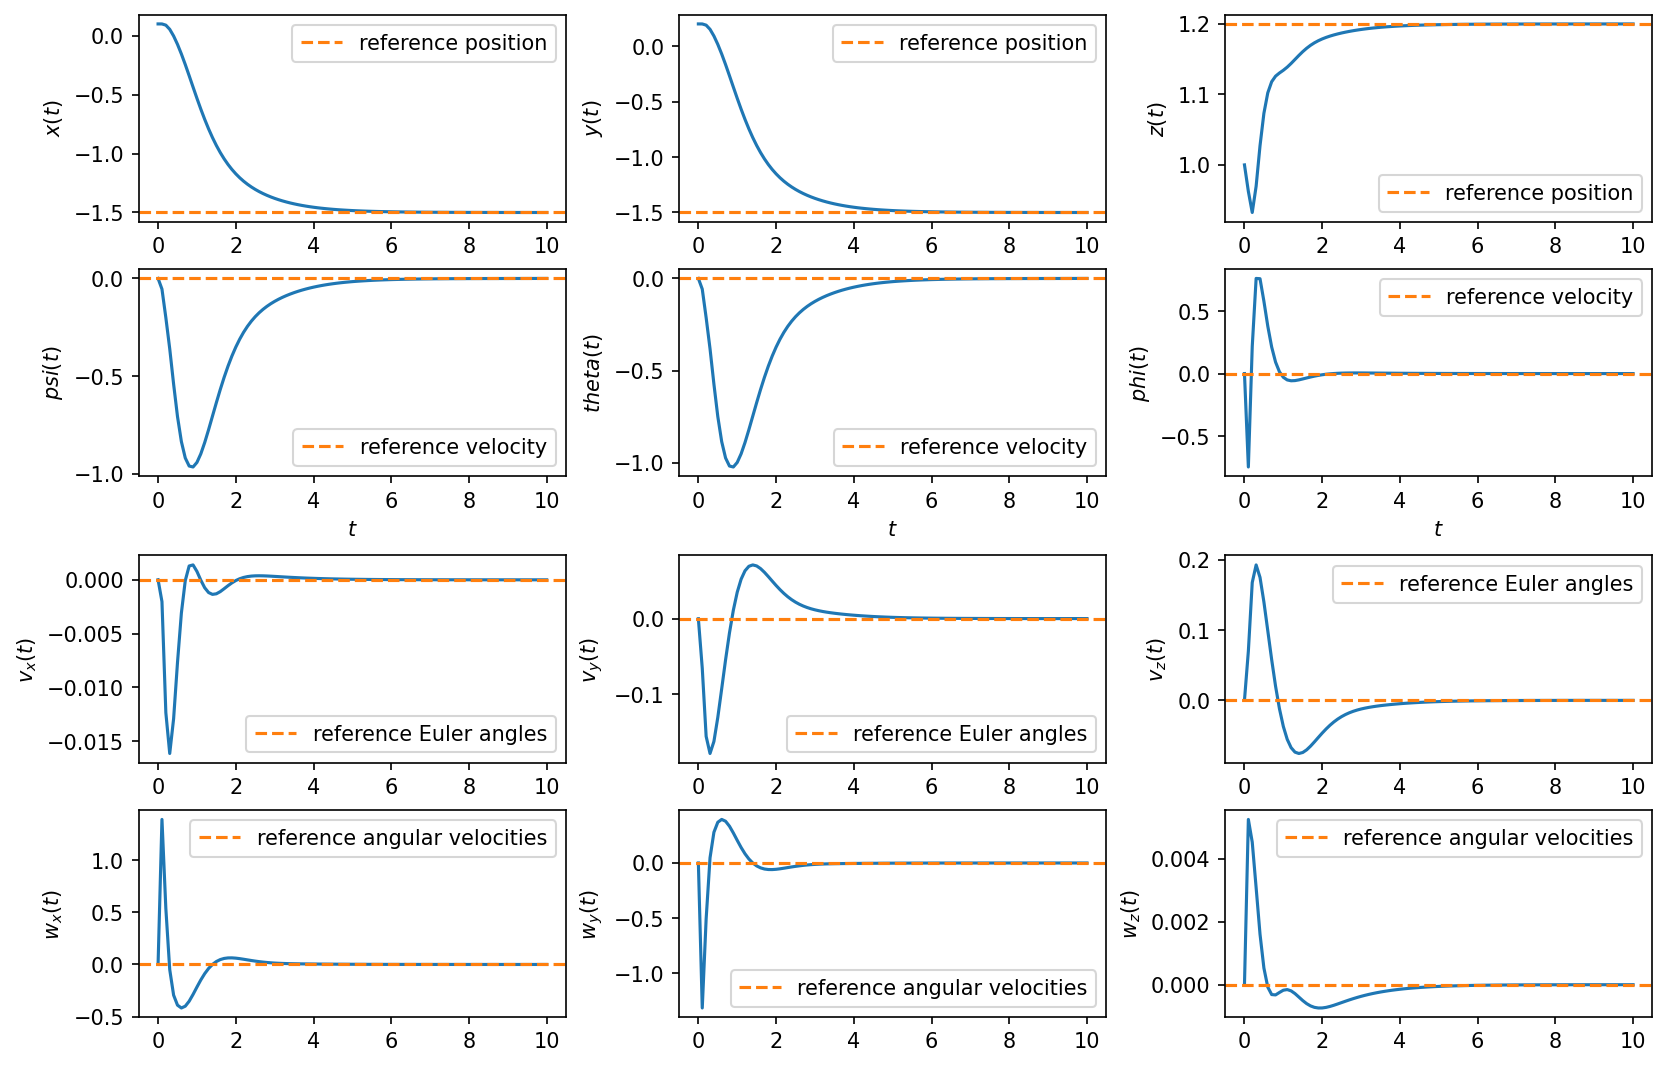 x(t)
0.0
−0.5
−1.0
−1.5
0 2 4 6 8 10
reference position
y(t)
0.0
−0.5
−1.0
−1.5
0 2 4 6 8 10
reference position
z(t)
1.2
1.1
1.0
0 2 4 6 8 10
reference position
psi(t)
0.0
−0.5
−1.0
0 2 4 6 8 10
t
reference velocity
theta(t)
0.0
−0.5
−1.0
0 2 4 6 8 10
t
reference velocity
phi(t)
0.5
0.0
−0.5
0 2 4 6 8 10
t
reference velocity
v_x(t)
0.000
−0.005
−0.010
−0.015
0 2 4 6 8 10
reference Euler angles
v_y(t)
0.0
−0.1
0 2 4 6 8 10
reference Euler angles
v_z(t)
0.2
0.1
0.0
0 2 4 6 8 10
reference Euler angles
w_x(t)
1.0
0.5
0.0
−0.5
0 2 4 6 8 10
reference angular velocities
w_y(t)
0.0
−0.5
−1.0
0 2 4 6 8 10
reference angular velocities
w_z(t)
0.004
0.002
0.000
0 2 4 6 8 10
reference angular velocities